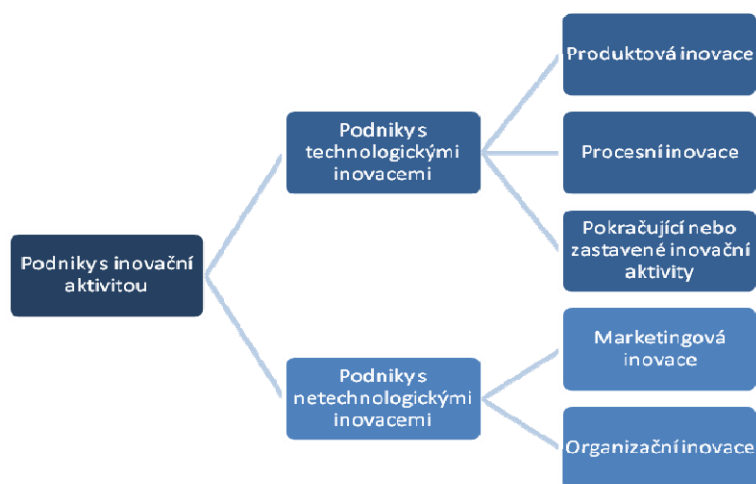 Podniky s inovační
aktivitou
Podniky s
technologickými
inovacemi
Produktová inovace
Procesní inovace
Pokračující nebo
zastavené inovační
aktivity
Podniky s
netechnologickými
inovacemi
Marketingová
inovace
Organizační inovace